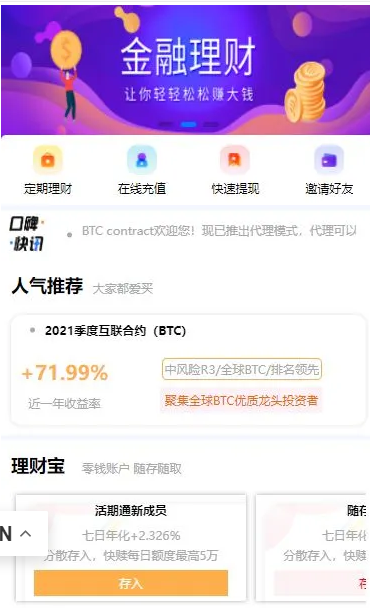 金融理财
让你轻轻松松赚大钱
定期理财 在线充值 快速提现 邀请好友
口碑
快讯
BTC contract欢迎您！现已推出代理模式，代理可以
人气推荐 大家都爱买
2021季度互联合约（BTC）
+71.99%
近一年收益率
中风险R3/全球BTC/排名领先
聚集全球BTC优质龙头投资者
理财宝 零钱账户 随存随取
活期通新成员
七日年化+2.326%
分散存入，快赎每日额度最高5万
存入
随存
七日年化
分散存入，快赎
存
N